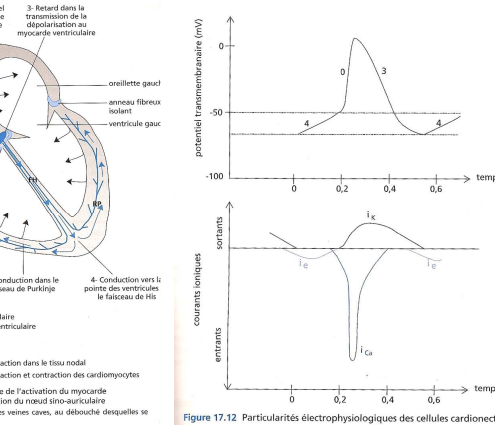 el
3- Retard dans la
transmission de la
dépolarisation au
myocarde ventriculaire
oreillette gauch
anneau fibreux
isolant
ventricule gauc
FH
RP
onduction dans le
seau de Purkinje
4- Conduction vers la
pointe des ventricules
le faisceau de His
laire
entriculaire
action dans le tissu nodal
action et contraction des cardiomyocytes
e de l'activation du myocarde
tion du nœud sino-auriculaire
es veines caves, au débouché desquelles se
potentiel transmembranaire (mV)
0
-50
-100
0
3
4
4
0
0,2
0,4
0,6
temp
courants ioniques
sortants
entrants
i K
i e
i e
i Ca
0
0,2
0,4
0,6
temp
Figure 17.12 Particularités électrophysiologiques des cellules cardionect